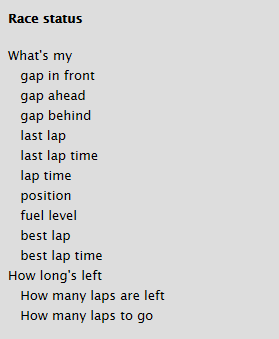 Race status
What's my
gap in front
gap ahead
gap behind
last lap
last lap time
lap time
position
fuel level
best lap
best lap time
How long's left
How many laps are left
How many laps to go